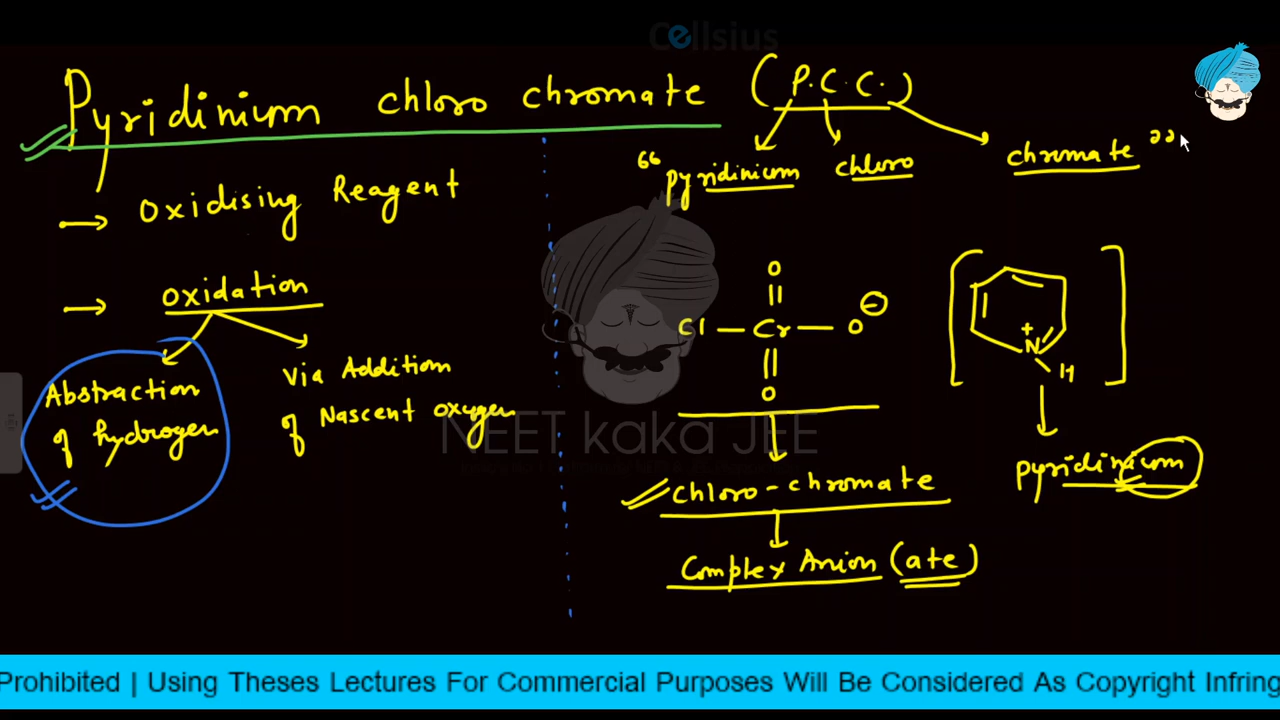 Cellsius
Pyridinium chloro chromate (P.C.C.)
"pyridinium chloro chromate"
→ Oxidising Reagent
→ oxidation
Abstraction of hydrogen
Via Addition of Nascent oxygen
O
||
Cl — Cr — O ⊖
||
O
+
N
H
NEET kaka JEE
chloro-chromate
Complex Anion (ate)
pyridinium
Prohibited | Using Theses Lectures For Commercial Purposes Will Be Considered As Copyright Infring